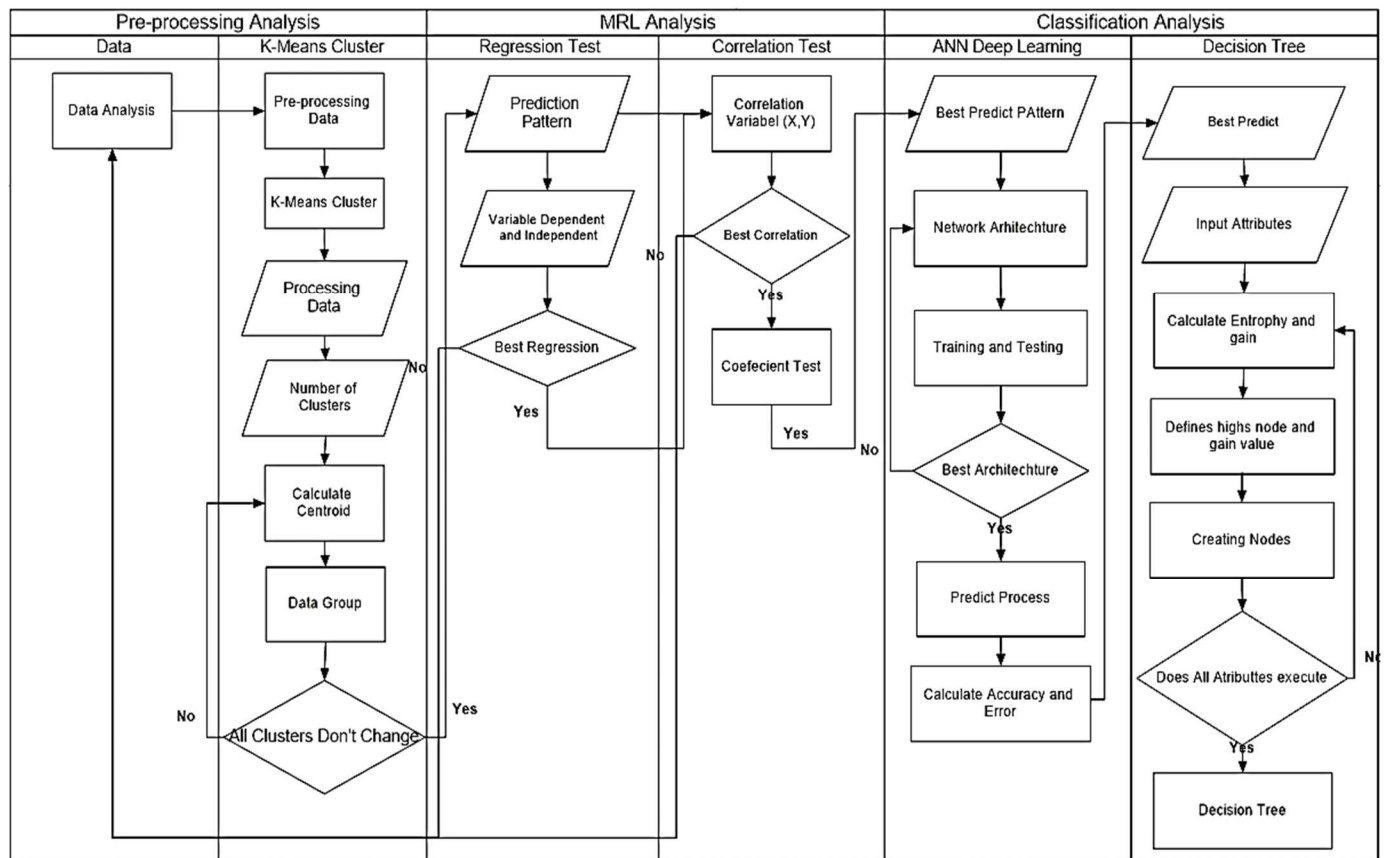 Pre-processing Analysis
MRL Analysis
Classification Analysis
Data
K-Means Cluster
Regression Test
Correlation Test
ANN Deep Learning
Decision Tree
Data Analysis
Pre-processing
Data
K-Means Cluster
Processing
Data
Number of
Clusters
Calculate
Centroid
Data Group
All Clusters Don't Change
No
Yes
Prediction
Pattern
Variable Dependent
and Independent
Best Regression
No
Yes
Correlation
Variabel (X,Y)
Best Correlation
No
Yes
Coefecient Test
Yes
Best Predict PAttern
Network Arhitechture
Training and Testing
Best Architechture
No
Yes
Predict Process
Calculate Accuracy and
Error
Best Predict
Input Attributes
Calculate Entrophy and
gain
Defines highs node and
gain value
Creating Nodes
Does All Atributtes execute
No
Yes
Decision Tree